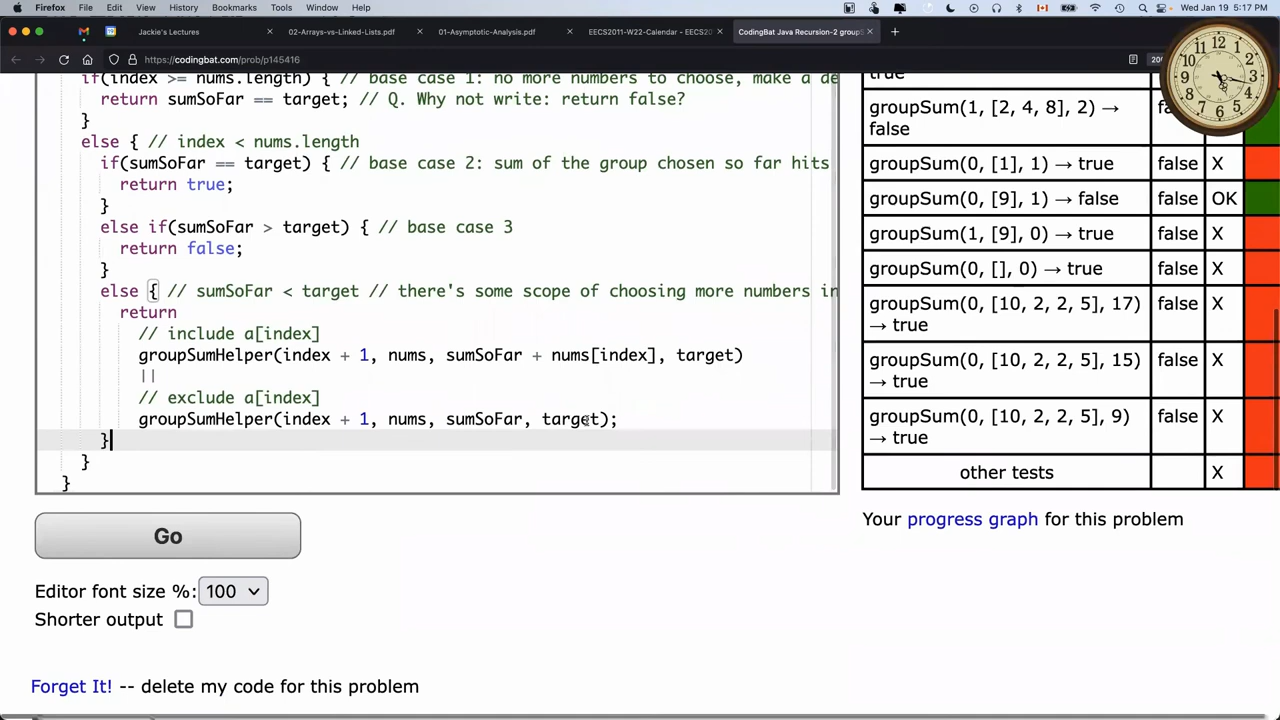 Firefox File Edit View History Bookmarks Tools Window Help Wed Jan 19 5:17 PM
Jackie's Lectures 02-Arrays-vs-Linked-Lists.pdf 01-Asymptotic-Analysis.pdf EECS2011-W22-Calendar — EECS20 CodingBat Java Recursion-2 group
https://codingbat.com/prob/p145416
if(index >= nums.length) { // base case 1: no more numbers to choose, make a de
return sumSoFar == target; // Q. Why not write: return false?
}
else { // index < nums.length
if(sumSoFar == target) { // base case 2: sum of the group chosen so far hits
return true;
}
else if(sumSoFar > target) { // base case 3
return false;
}
else { // sumSoFar < target // there's some scope of choosing more numbers in
return
// include a[index]
groupSumHelper(index + 1, nums, sumSoFar + nums[index], target)
||
// exclude a[index]
groupSumHelper(index + 1, nums, sumSoFar, target);
}
}
}
true
groupSum(1, [2, 4, 8], 2) →
false
groupSum(0, [1], 1) → true false X
groupSum(0, [9], 1) → false false OK
groupSum(1, [9], 0) → true false X
groupSum(0, [], 0) → true false X
groupSum(0, [10, 2, 2, 5], 17) false X
→ true
groupSum(0, [10, 2, 2, 5], 15) false X
→ true
groupSum(0, [10, 2, 2, 5], 9) false X
→ true
other tests X
Your progress graph for this problem
Go
Editor font size %: 100
Shorter output
Forget It! -- delete my code for this problem